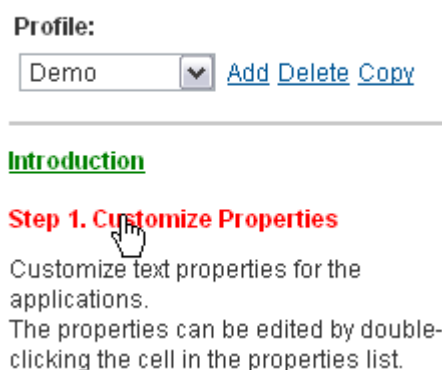 Profile:
Demo Add Delete Copy
Introduction
Step 1. Customize Properties
Customize text properties for the
applications.
The properties can be edited by double-
clicking the cell in the properties list.